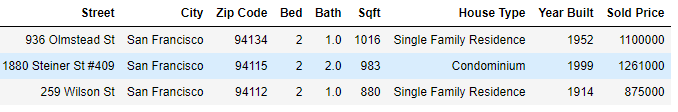 Street City Zip Code Bed Bath Sqft House Type Year Built Sold Price
936 Olmstead St San Francisco 94134 2 1.0 1016 Single Family Residence 1952 1100000
1880 Steiner St #409 San Francisco 94115 2 2.0 983 Condominium 1999 1261000
259 Wilson St San Francisco 94112 2 1.0 880 Single Family Residence 1914 875000